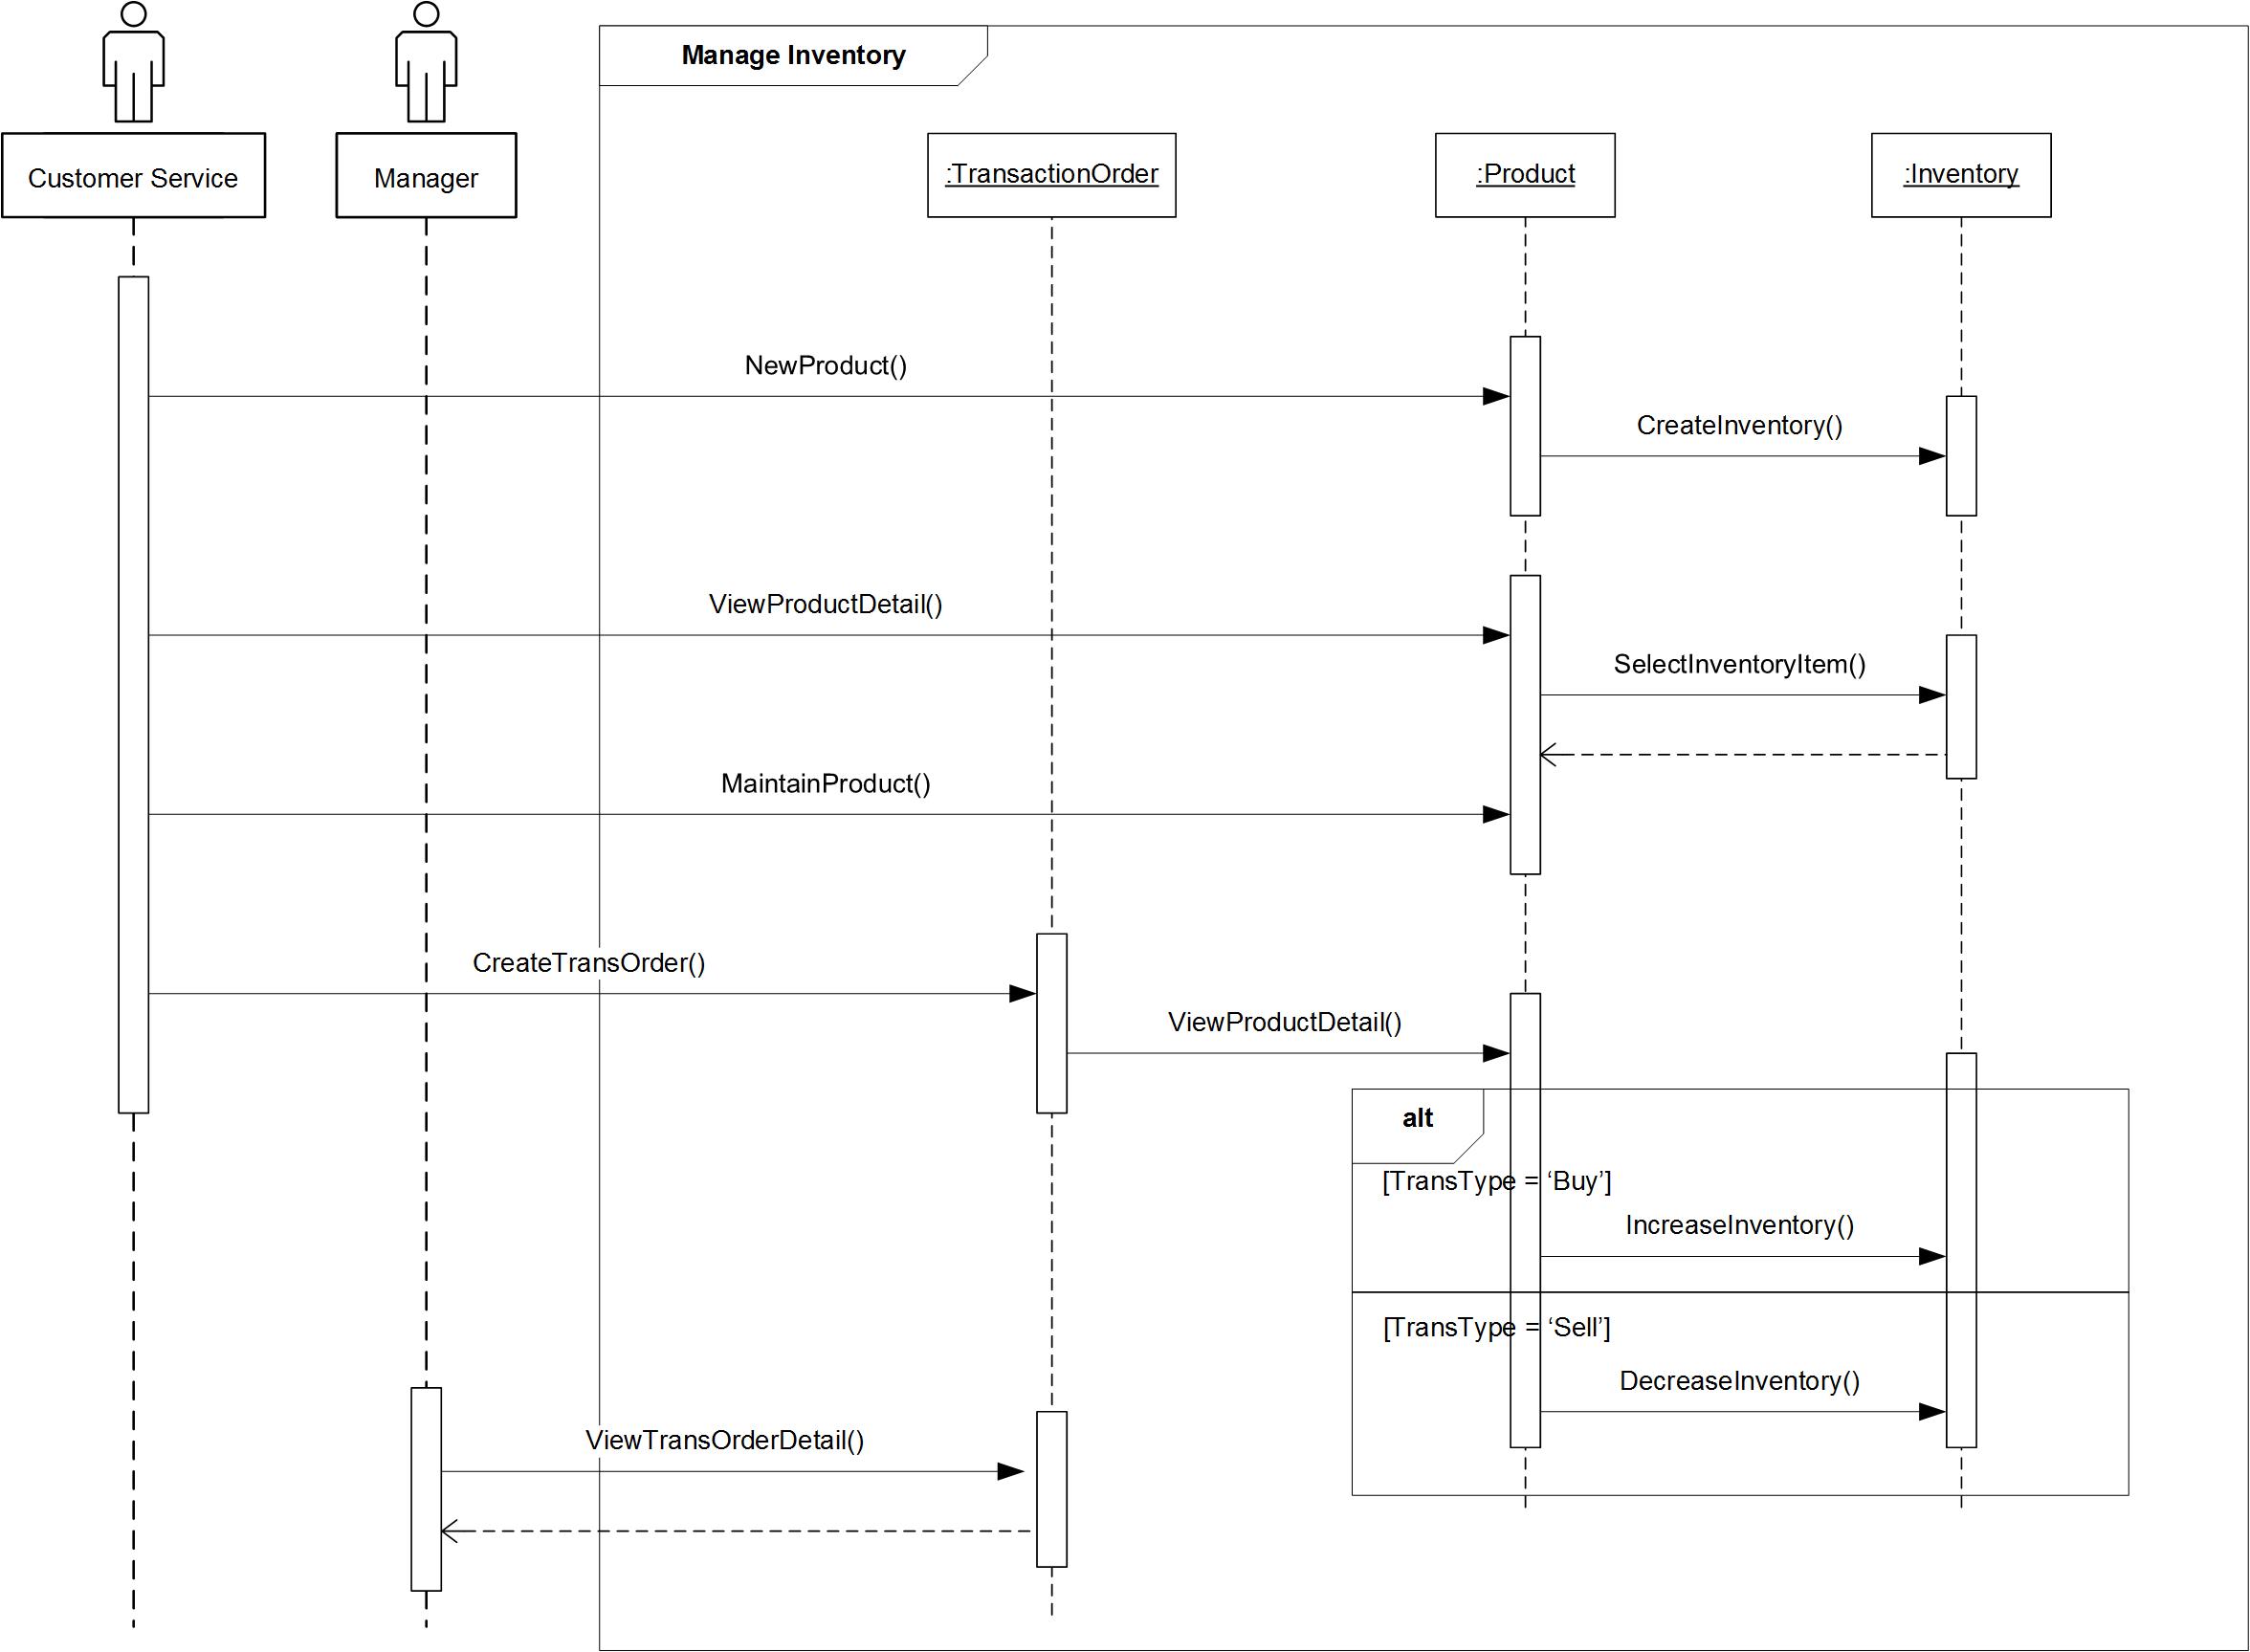 Manage Inventory
Customer Service
Manager
:TransactionOrder
:Product
:Inventory
NewProduct()
CreateInventory()
ViewProductDetail()
SelectInventoryItem()
MaintainProduct()
CreateTransOrder()
ViewProductDetail()
alt
[TransType = ‘Buy’]
IncreaseInventory()
[TransType = ‘Sell’]
DecreaseInventory()
ViewTransOrderDetail()